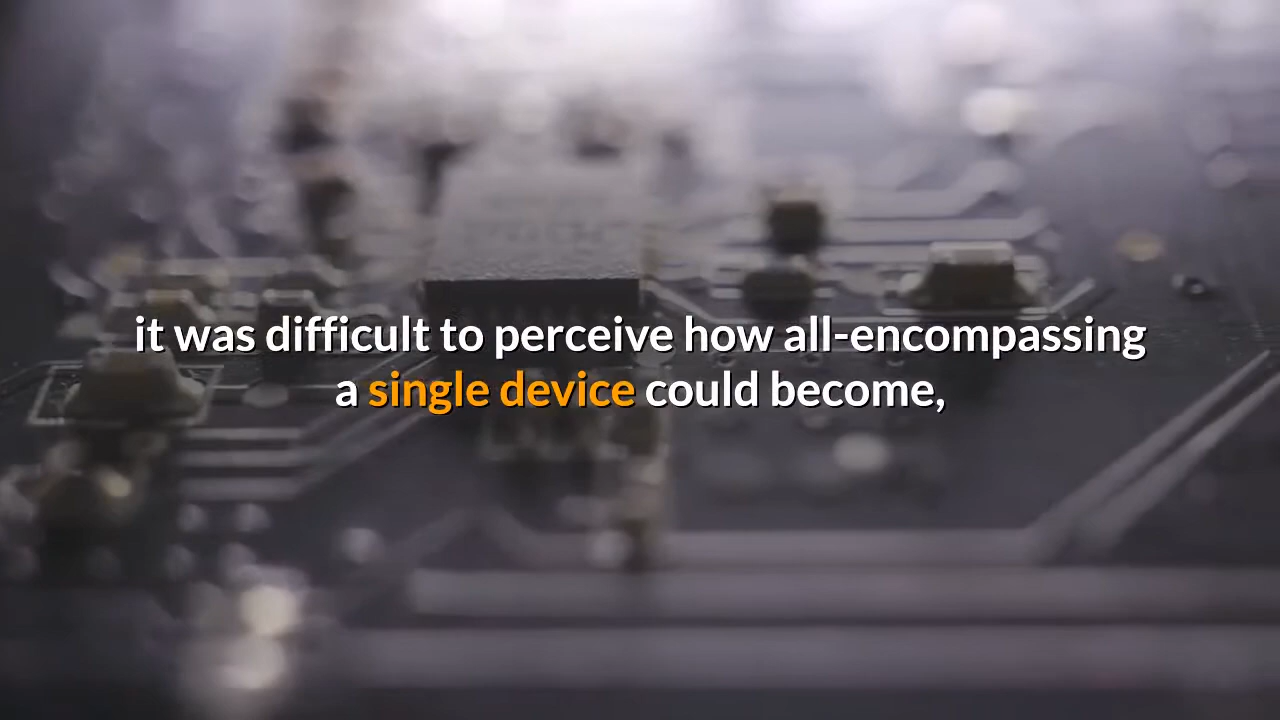 it was difficult to perceive how all-encompassing
a single device could become,